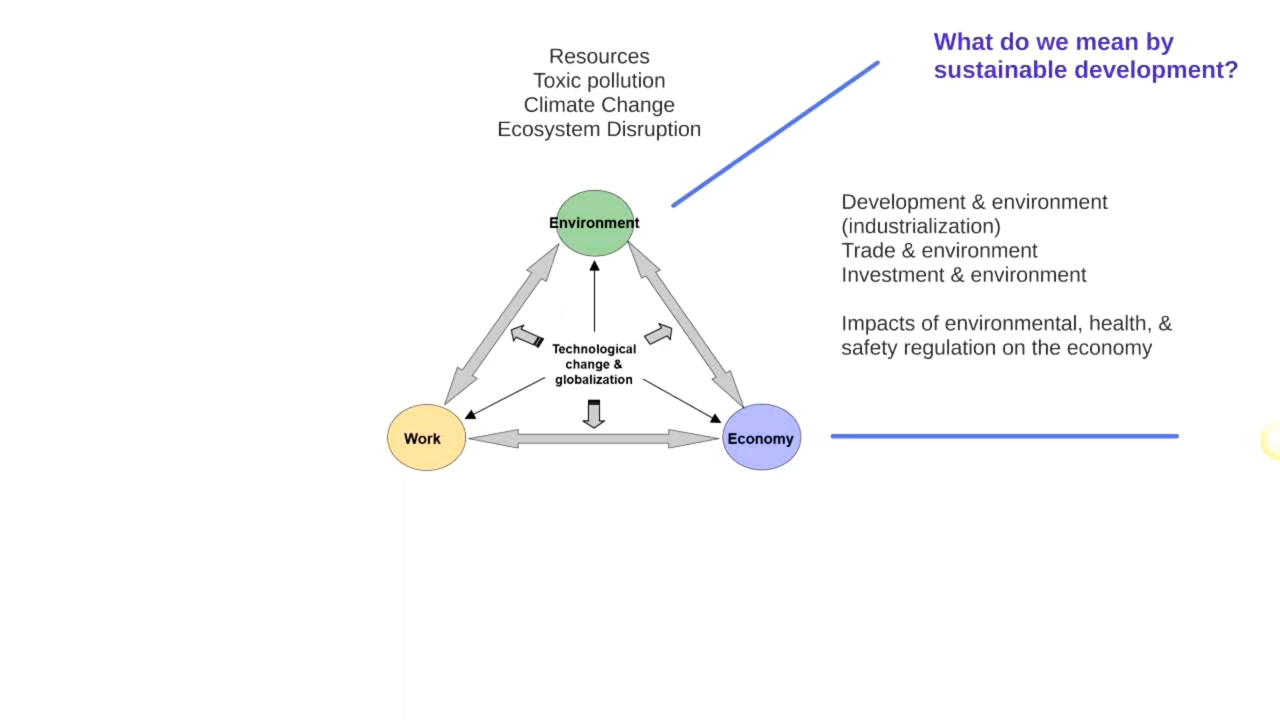 What do we mean by
sustainable development?
Resources
Toxic pollution
Climate Change
Ecosystem Disruption
Development & environment
(industrialization)
Trade & environment
Investment & environment
Impacts of environmental, health, &
safety regulation on the economy
Environment
Technological
change &
globalization
Work
Economy